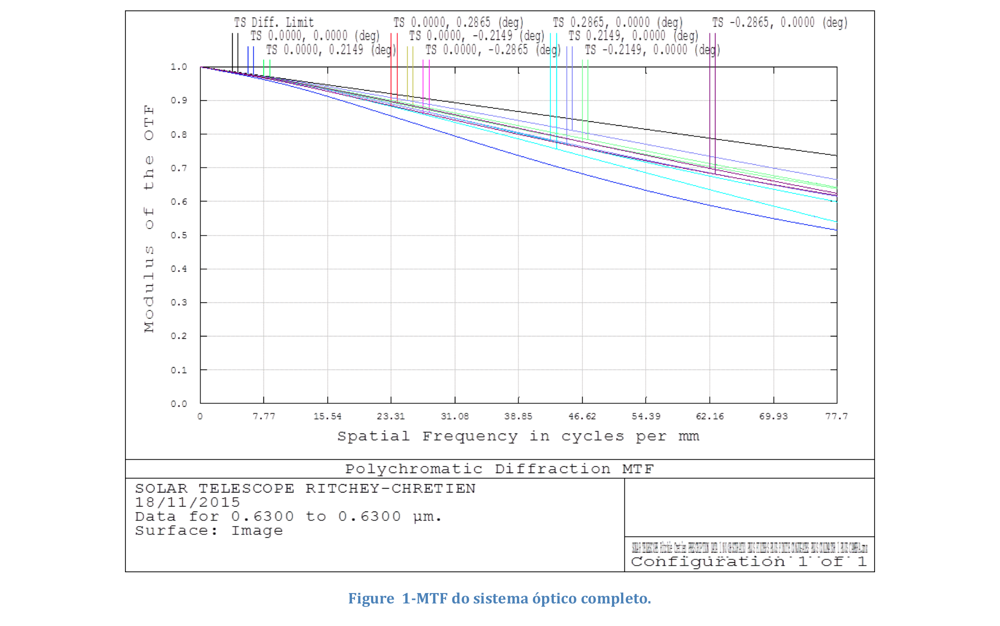 TS Diff. Limit
TS 0.0000, 0.0000 (deg)
TS 0.0000, 0.2149 (deg)
TS 0.0000, 0.2865 (deg)
TS 0.0000, -0.2149 (deg)
TS 0.0000, -0.2865 (deg)
TS 0.2865, 0.0000 (deg)
TS 0.2149, 0.0000 (deg)
TS -0.2149, 0.0000 (deg)
TS -0.2865, 0.0000 (deg)
Modulus of the OTF
1.0
0.9
0.8
0.7
0.6
0.5
0.4
0.3
0.2
0.1
0.0
0 7.77 15.54 23.31 31.08 38.85 46.62 54.39 62.16 69.93 77.7
Spatial Frequency in cycles per mm
Polychromatic Diffraction MTF
SOLAR TELESCOPE RITCHEY-CHRETIEN
18/11/2015
Data for 0.6300 to 0.6300 µm.
Surface: Image
SOLAR TELESCOPE
Configuration 1 of 1
Figure 1-MTF do sistema óptico completo.